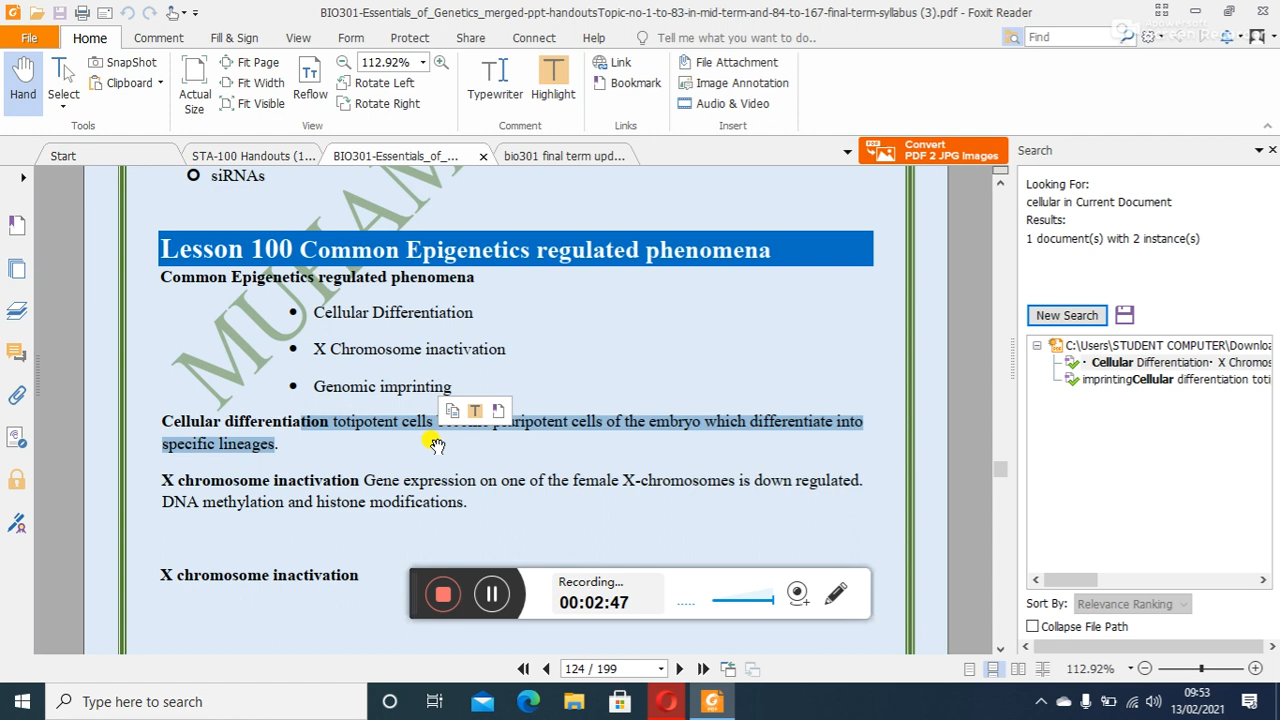 BIO301-Essentials_of_Genetics_merged-ppt-handoutsTopic-no-1-to-83-in-mid-term-and-84-to-167-final-term-syllabus (3).pdf - Foxit Reader
File Home Comment Fill & Sign View Form Protect Share Connect Help Tell me what you want to do.. Find
Hand
Select
SnapShot
Clipboard
Tools
Actual
Size
Fit Page
Fit Width
Fit Visible
Reflow
112.92%
Rotate Left
Rotate Right
View
Typewriter
Highlight
Comment
Link
Bookmark
Links
File Attachment
Image Annotation
Audio & Video
Insert
Start
STA-100 Handouts (1...
BIO301-Essentials_of_...
bio301 final term upd...
Convert
PDF 2 JPG Images
siRNAs
MUHAM
Lesson 100 Common Epigenetics regulated phenomena
Common Epigenetics regulated phenomena
Cellular Differentiation
X Chromosome inactivation
Genomic imprinting
Cellular differentiation totipotent cells pluripotent cells of the embryo which differentiate into
specific lineages.
X chromosome inactivation Gene expression on one of the female X-chromosomes is down regulated.
DNA methylation and histone modifications.
X chromosome inactivation
Recording...
00:02:47
Search
Looking For:
cellular in Current Document
Results:
1 document(s) with 2 instance(s)
New Search
C:\Users\STUDENT COMPUTER\Downloa
Cellular Differentiation· X Chromos
imprintingCellular differentiation toti
Sort By: Relevance Ranking
Collapse File Path
124 / 199
112.92%
Type here to search
09:53
13/02/2021